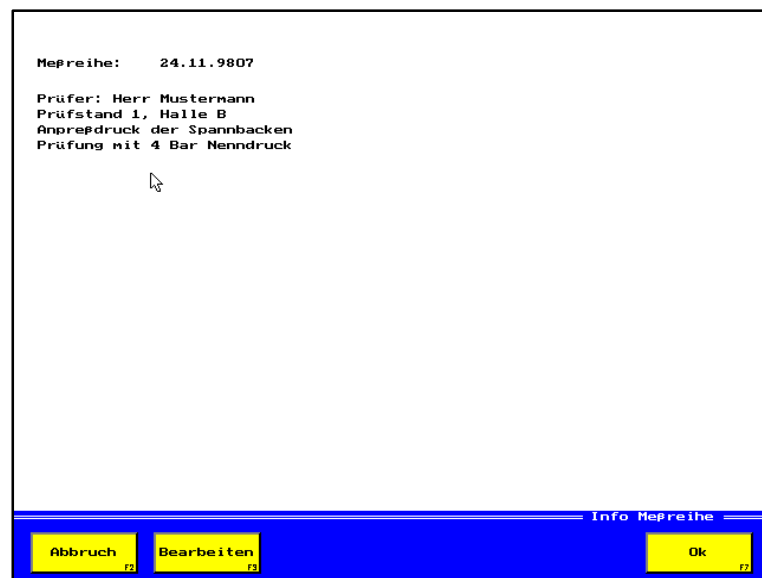 Meßreihe: 24.11.9807
Prüfer: Herr Mustermann
Prüfstand 1, Halle B
Anpreßdruck der Spannbacken
Prüfung mit 4 Bar Nenndruck
Info Meßreihe
Abbruch F2
Bearbeiten F3
Ok F7